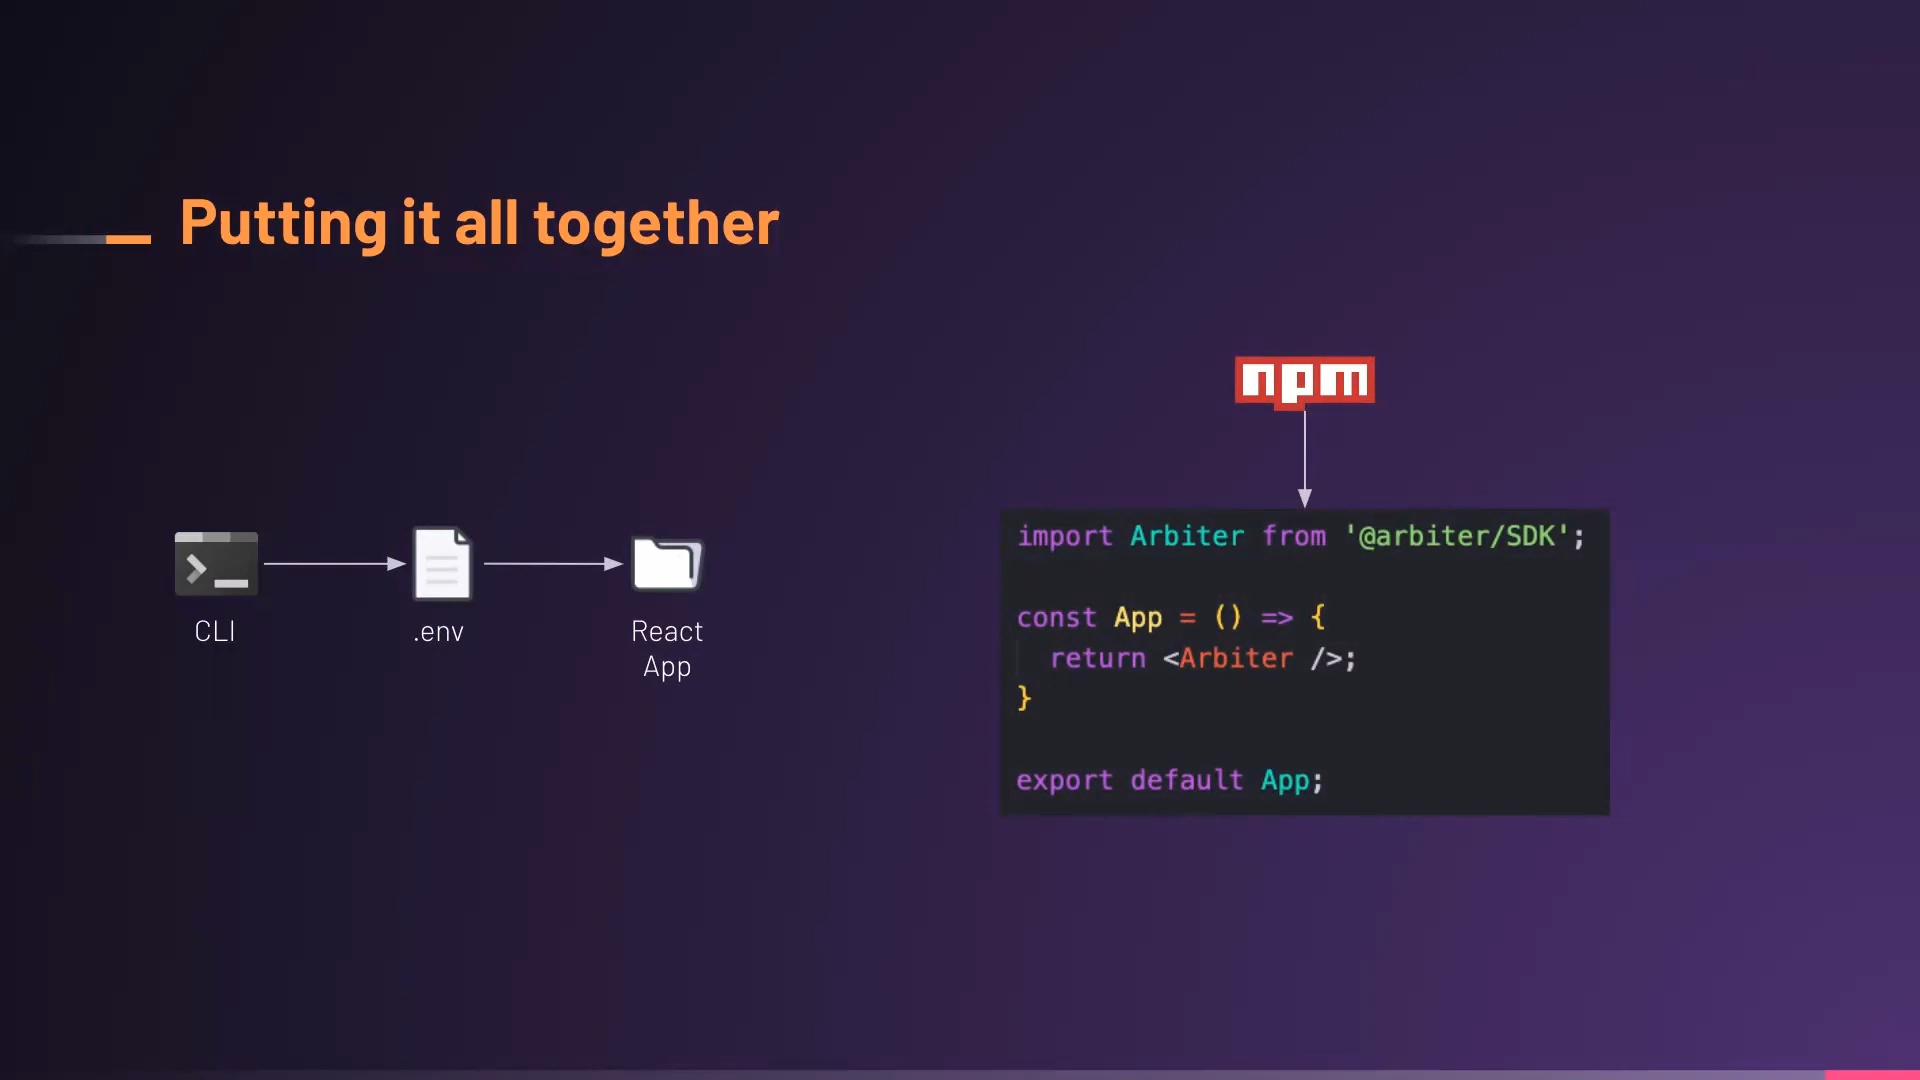 Putting it all together
CLI
.env
React
App
npm
import Arbiter from '@arbiter/SDK';
const App = () => {
  return <Arbiter />;
}
export default App;